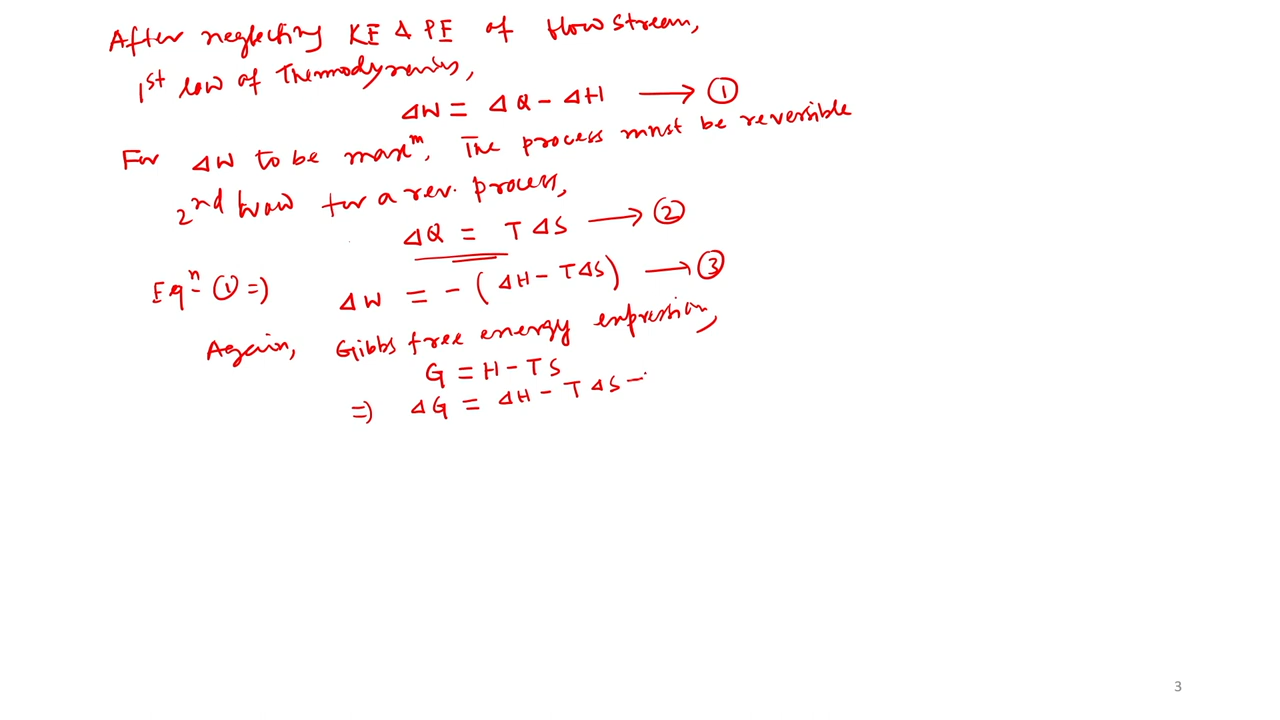 After neglecting KE & PE of flow stream,
1st law of Thermodynamics,
ΔW = ΔQ - ΔH ⟶ ①
For ΔW to be maxᵐ, The process must be reversible
2nd law for a rev. process,
ΔQ = TΔS ⟶ ②
Eqⁿ ① ⇒) ΔW = - (ΔH - TΔS) ⟶ ③
Again, Gibbs free energy expression,
G = H - TS
⇒) ΔG = ΔH - TΔS -
3